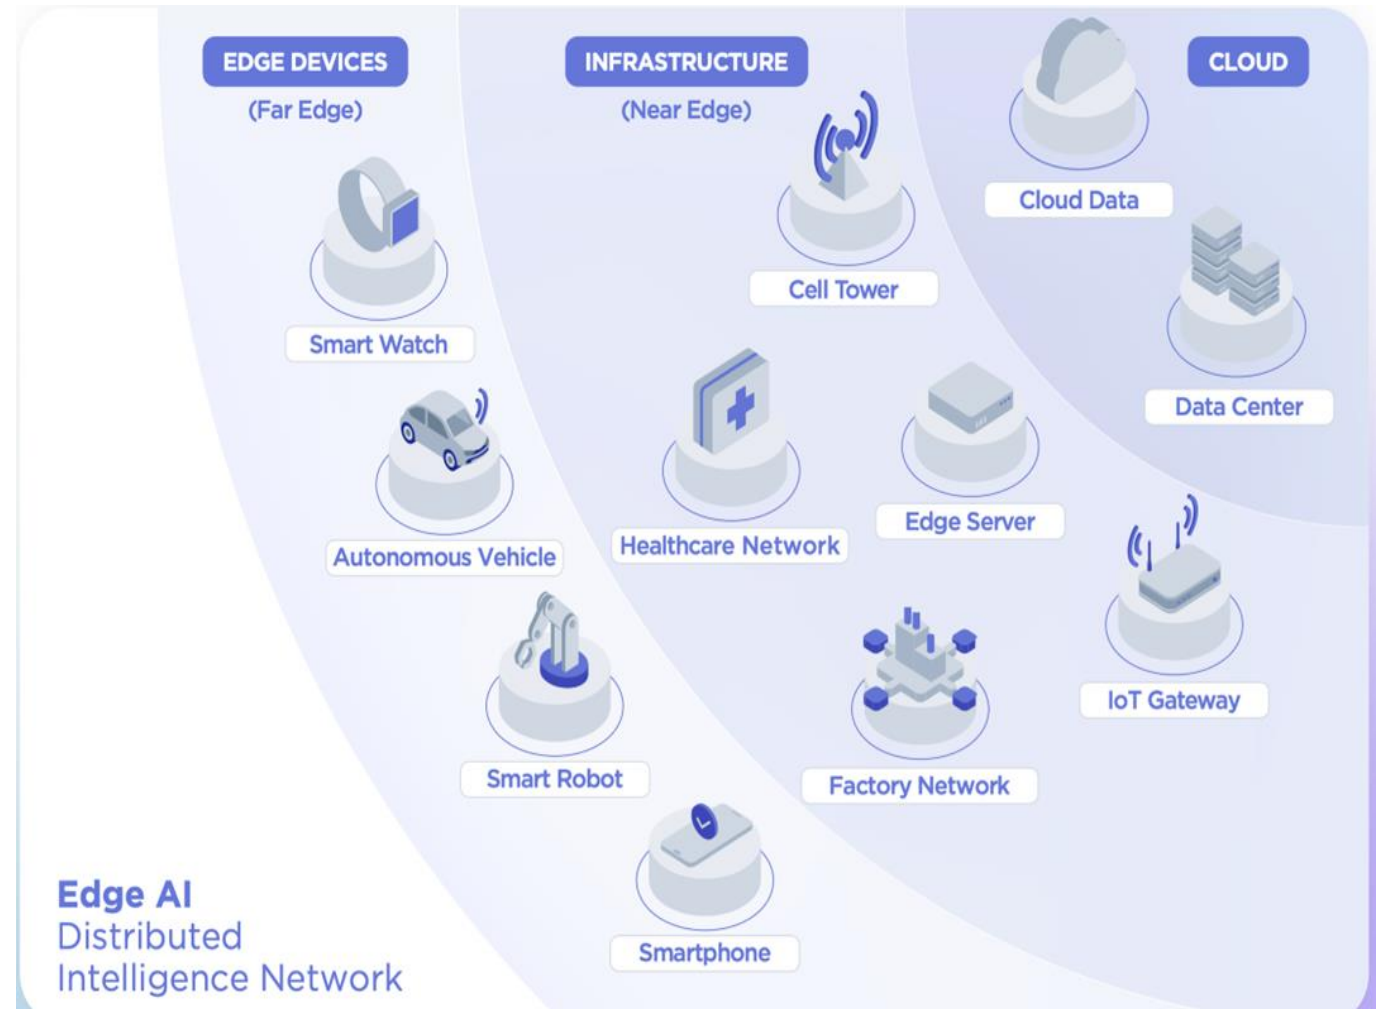 EDGE DEVICES
(Far Edge)
INFRASTRUCTURE
(Near Edge)
CLOUD
Cloud Data
Cell Tower
Smart Watch
Data Center
Edge Server
Healthcare Network
Autonomous Vehicle
IoT Gateway
Smart Robot
Factory Network
Smartphone
Edge AI
Distributed
Intelligence Network